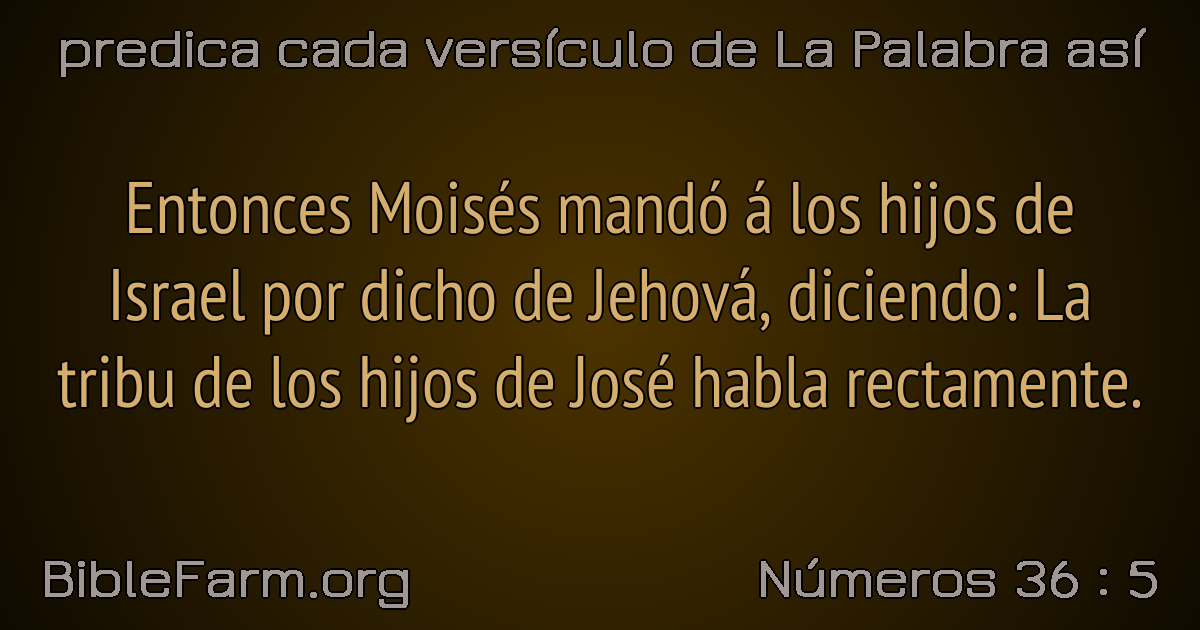 predica cada versículo de La Palabra así
Entonces Moisés mandó á los hijos de
Israel por dicho de Jehová, diciendo: La
tribu de los hijos de José habla rectamente.
BibleFarm.org
Números 36 : 5